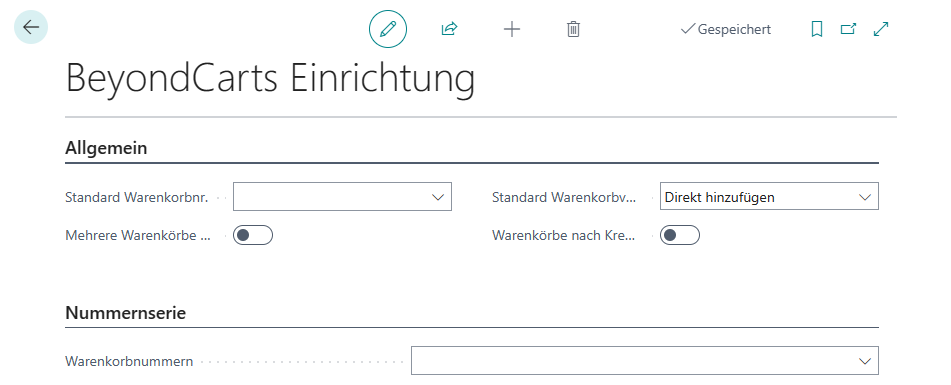 Gespeichert
BeyondCarts Einrichtung
Allgemein
Standard Warenkorbnr.
Standard Warenkorbv...
Direkt hinzufügen
Mehrere Warenkörbe ...
Warenkörbe nach Kre...
Nummernserie
Warenkorbnummern